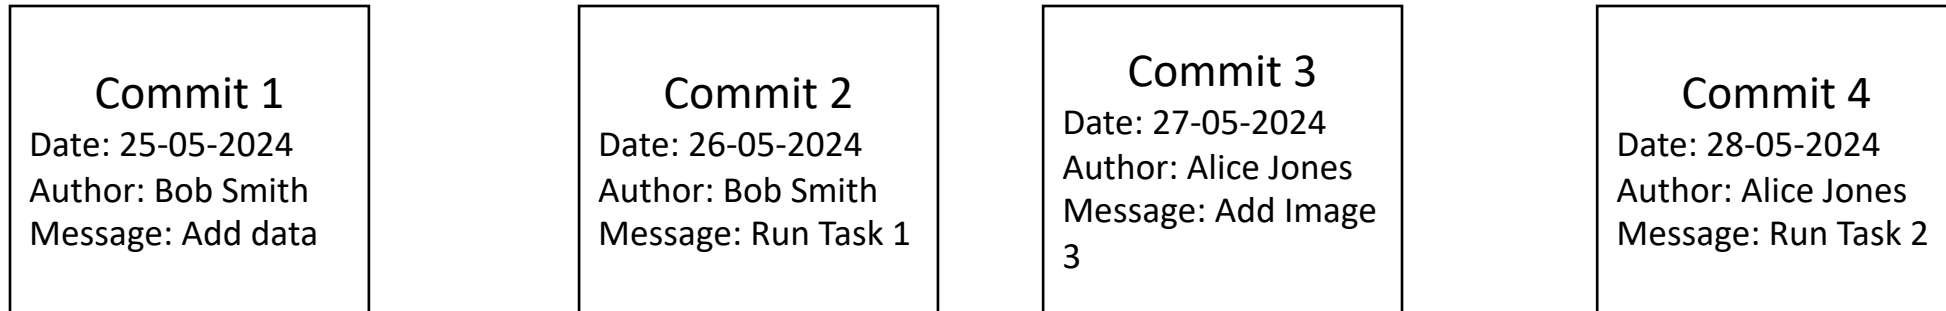 Commit 1
Date: 25-05-2024
Author: Bob Smith
Message: Add data
Commit 2
Date: 26-05-2024
Author: Bob Smith
Message: Run Task 1
Commit 3
Date: 27-05-2024
Author: Alice Jones
Message: Add Image
3
Commit 4
Date: 28-05-2024
Author: Alice Jones
Message: Run Task 2